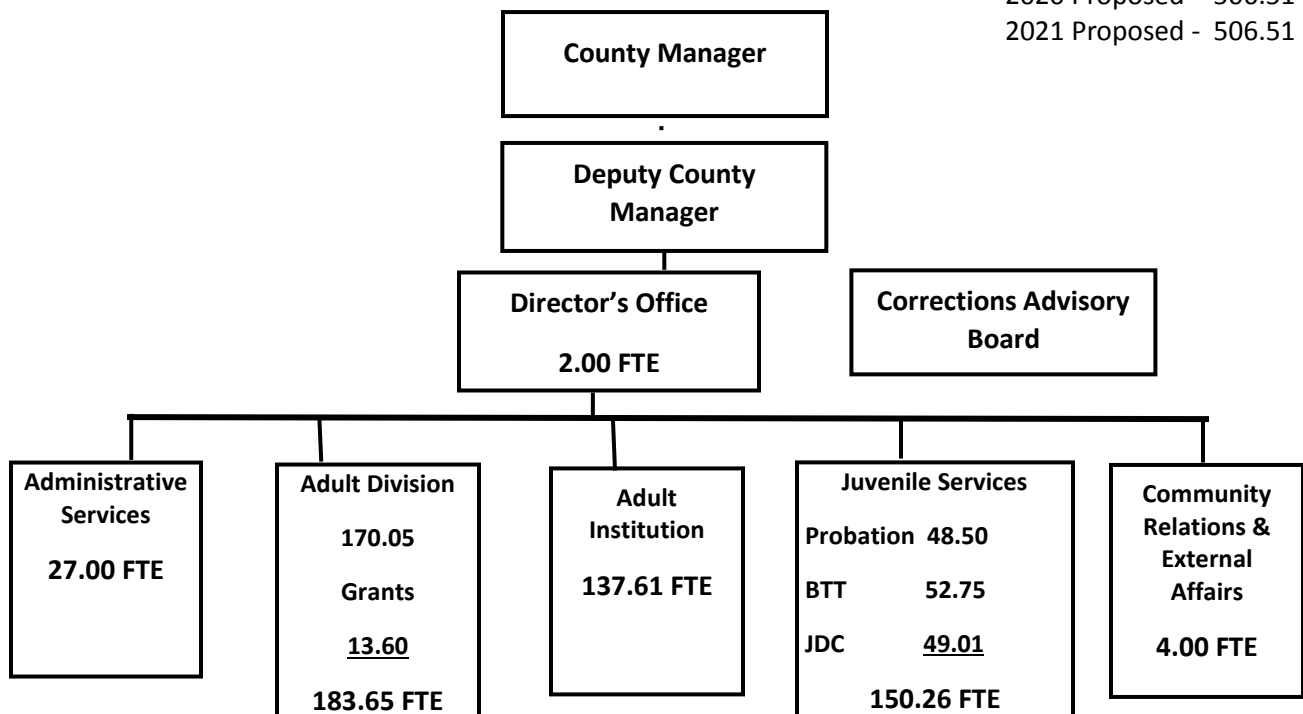 2021 Proposed - 506.51
County Manager
.
Deputy County
Manager
Director’s Office
2.00 FTE
Corrections Advisory
Board
Administrative
Services
27.00 FTE
Adult Division
170.05
Grants
13.60
183.65 FTE
Adult
Institution
137.61 FTE
Juvenile Services
Probation 48.50
BTT 52.75
JDC 49.01
150.26 FTE
Community
Relations &
External
Affairs
4.00 FTE